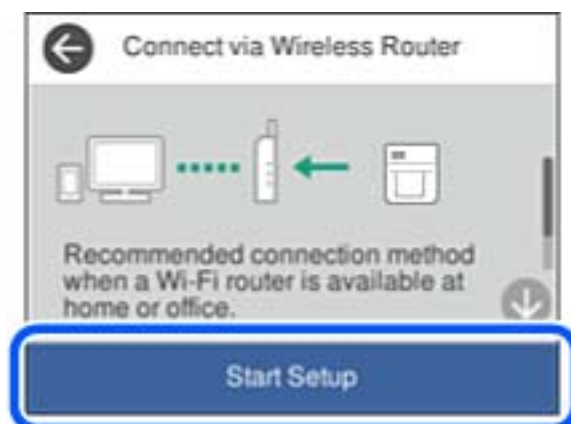 Connect via Wireless Router
Recommended connection method
when a Wi-Fi router is available at
home or office.
Start Setup